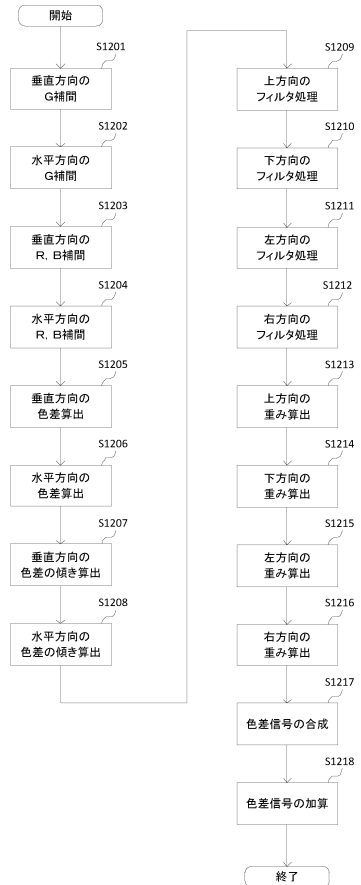 開始
S1201
垂直方向の
G補間
S1202
水平方向の
G補間
S1203
垂直方向の
R, B補間
S1204
水平方向の
R, B補間
S1205
垂直方向の
色差算出
S1206
水平方向の
色差算出
S1207
垂直方向の
色差の傾き算出
S1208
水平方向の
色差の傾き算出
S1209
上方向の
フィルタ処理
S1210
下方向の
フィルタ処理
S1211
左方向の
フィルタ処理
S1212
右方向の
フィルタ処理
S1213
上方向の
重み算出
S1214
下方向の
重み算出
S1215
左方向の
重み算出
S1216
右方向の
重み算出
S1217
色差信号の合成
S1218
色差信号の加算
終了